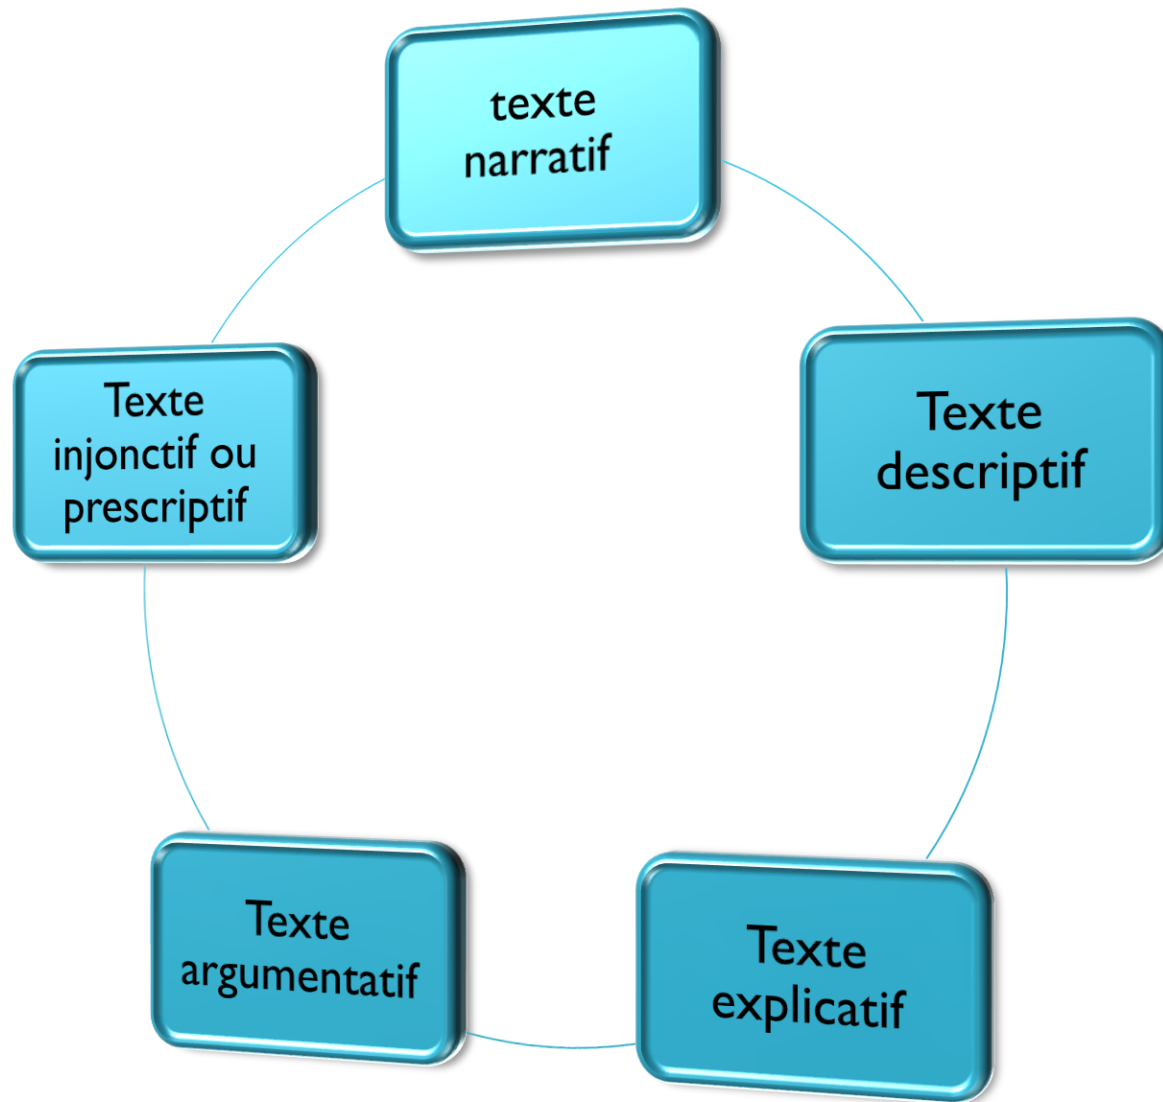 texte
narratif
Texte
descriptif
Texte
explicatif
Texte
argumentatif
Texte
injonctif ou
prescriptif